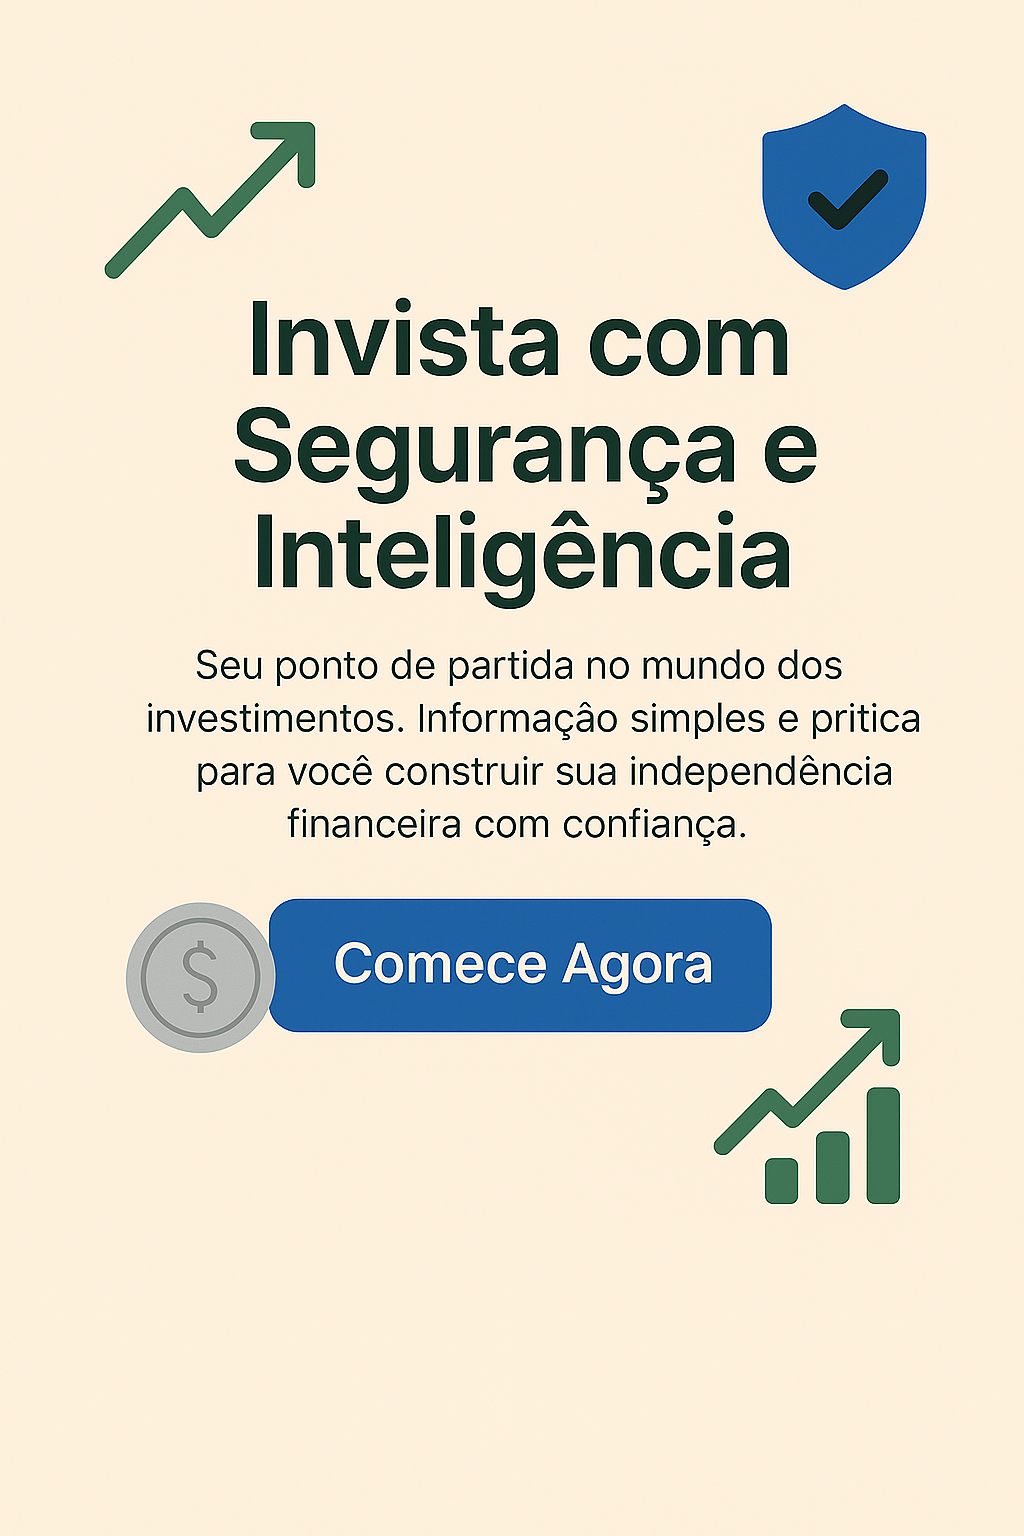 Invista com
Segurança e
Inteligência
Seu ponto de partida no mundo dos
investimentos. Informaçâo simples e pritica
para você construir sua independência
financeira com confiança.
$
Comece Agora